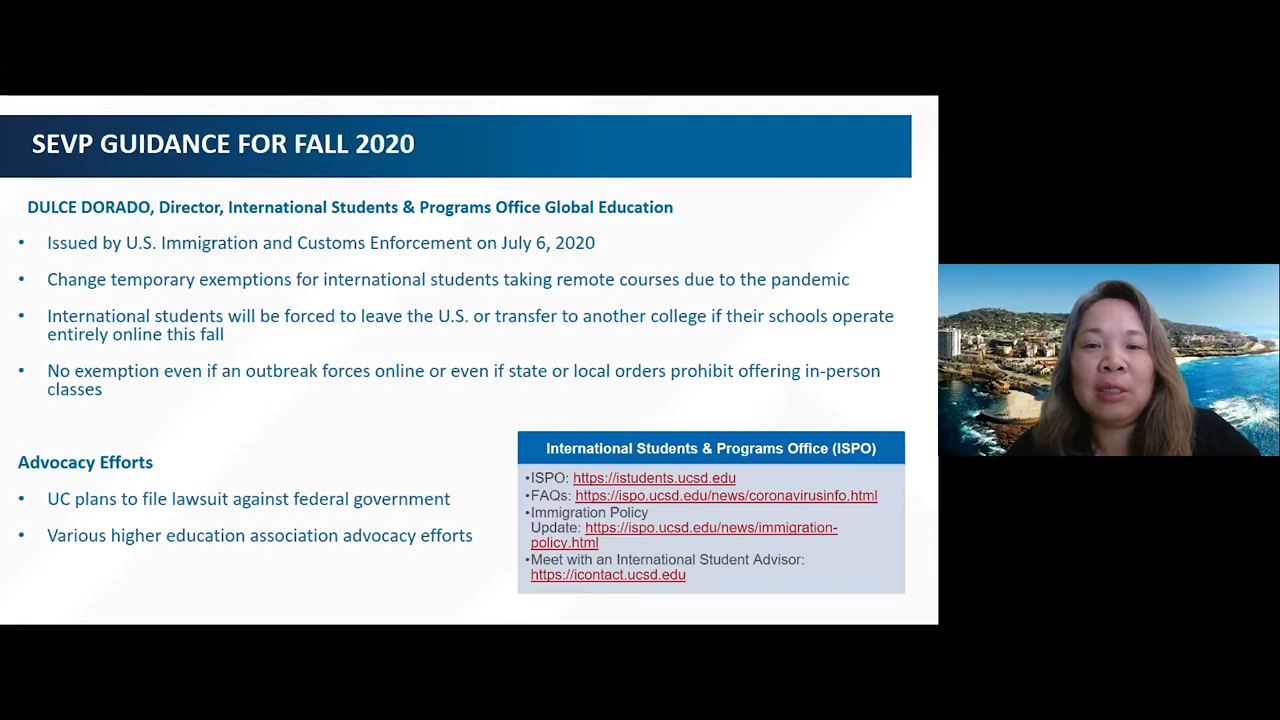 SEVP GUIDANCE FOR FALL 2020
DULCE DORADO, Director, International Students & Programs Office Global Education
• Issued by U.S. Immigration and Customs Enforcement on July 6, 2020
• Change temporary exemptions for international students taking remote courses due to the pandemic
• International students will be forced to leave the U.S. or transfer to another college if their schools operate
entirely online this fall
• No exemption even if an outbreak forces online or even if state or local orders prohibit offering in-person
classes
Advocacy Efforts
• UC plans to file lawsuit against federal government
• Various higher education association advocacy efforts
International Students & Programs Office (ISPO)
•ISPO: https://istudents.ucsd.edu
•FAQs: https://ispo.ucsd.edu/news/coronavirusinfo.html
•Immigration Policy
Update: https://ispo.ucsd.edu/news/immigration-
policy.html
•Meet with an International Student Advisor:
https://icontact.ucsd.edu